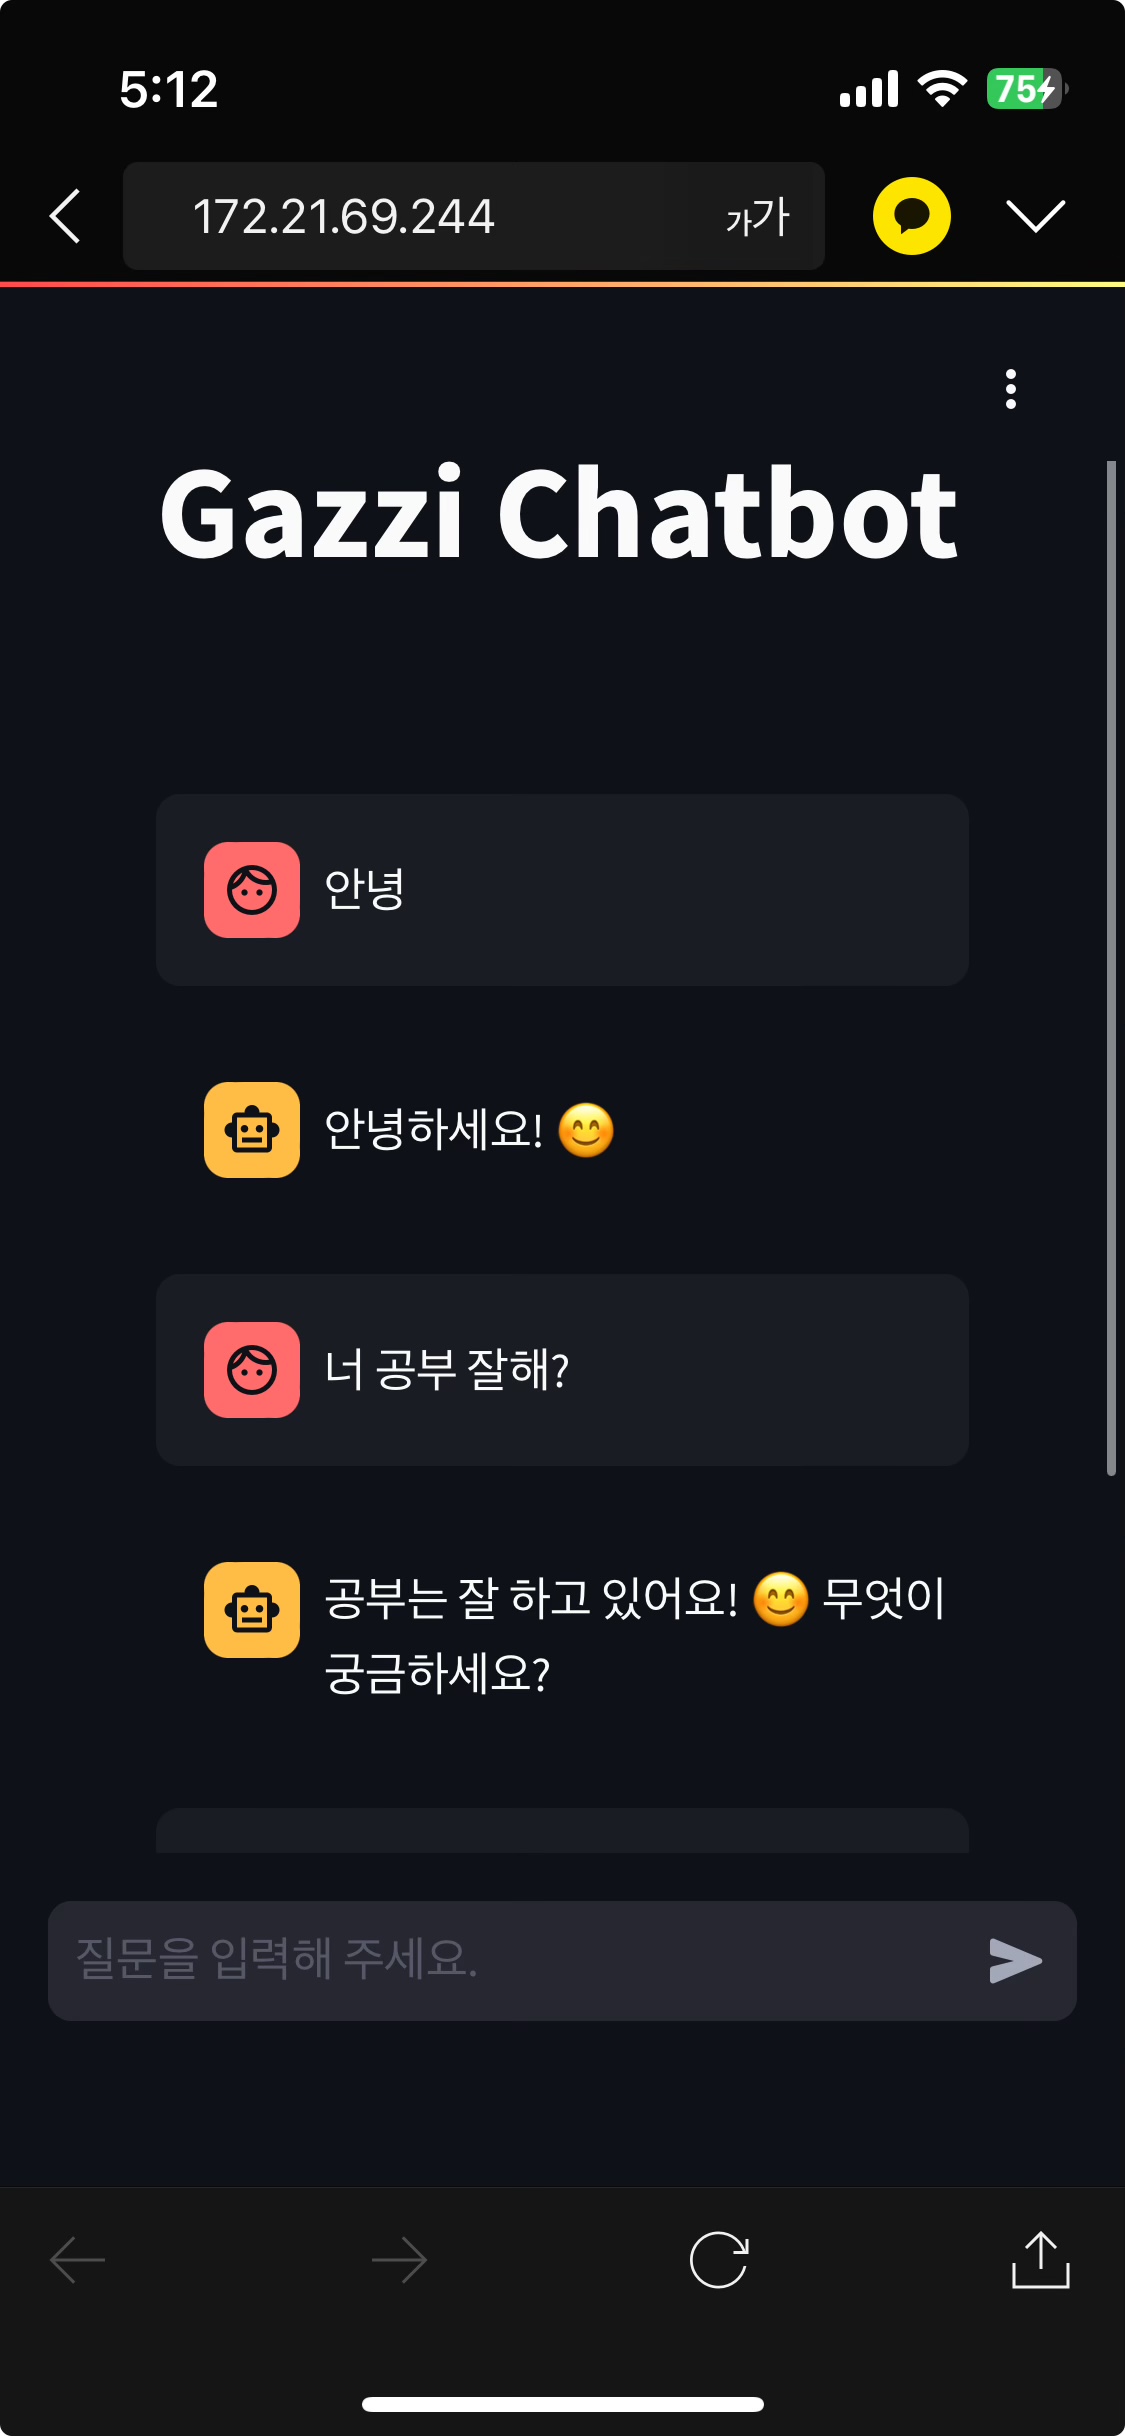 5:12
75
172.21.69.244
가가
Gazzi Chatbot
안녕
안녕하세요! 😊
너 공부 잘해?
공부는 잘 하고 있어요! 😊 무엇이
궁금하세요?
질문을 입력해 주세요.